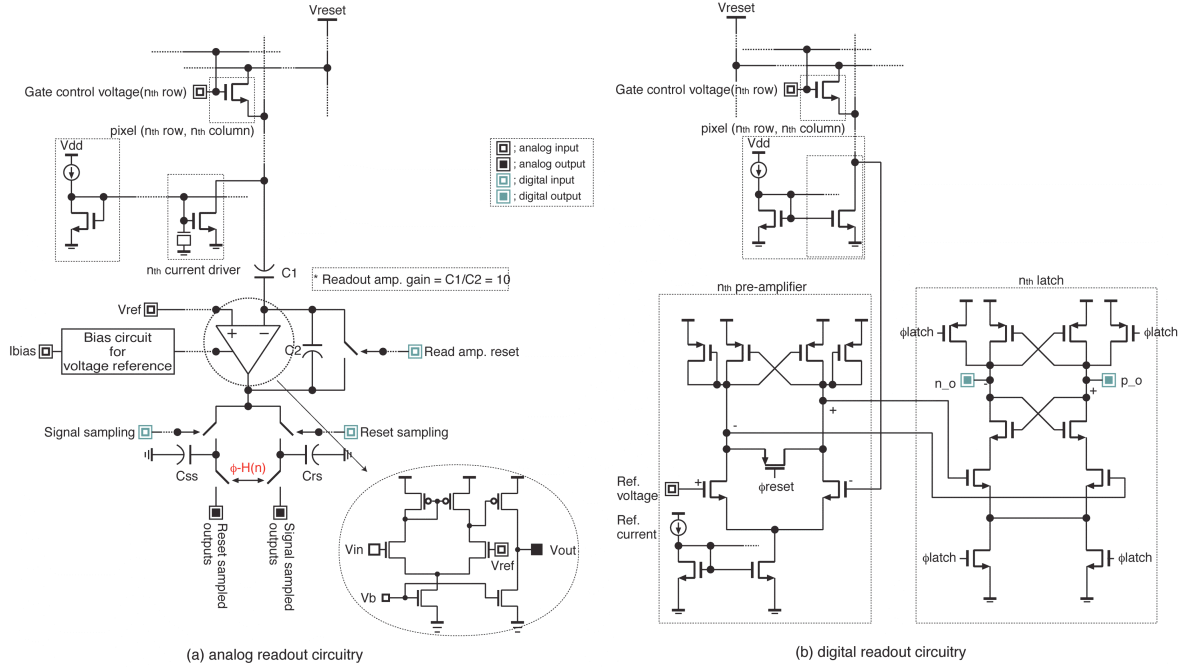 Vreset
Gate control voltage(nth row)
pixel (nth row, nth column)
Vdd
nth current driver
C1
* Readout amp. gain = C1/C2 = 10
Vref
+
−
Ibias
Bias circuit
for
voltage reference
C2
Read amp. reset
Signal sampling
Reset sampling
Css
ϕ-H(n)
Crs
Reset sampled
outputs
Signal sampled
outputs
Vin
Vref
Vout
Vb
(a) analog readout circuitry
; analog input
; analog output
; digital input
; digital output
Vreset
Gate control voltage(nth row)
pixel (nth row, nth column)
Vdd
nth pre-amplifier
+
-
ϕreset
Ref.
voltage
+
-
Ref.
current
nth latch
ϕlatch
ϕlatch
n_o
-
p_o
+
ϕlatch
ϕlatch
(b) digital readout circuitry